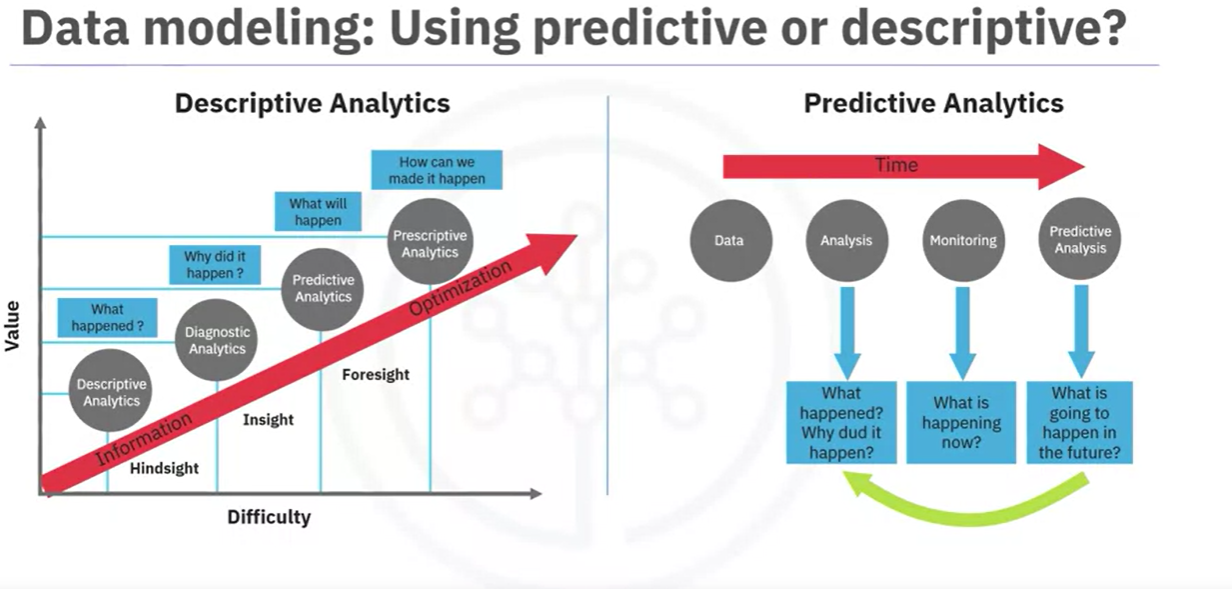 Data modeling: Using predictive or descriptive?
Descriptive Analytics
How can we
made it happen
What will
happen
Prescriptive
Analytics
Why did it
happen ?
Predictive
Analytics
Optimization
What
happened ?
Diagnostic
Analytics
Value
Foresight
Descriptive
Analytics
Insight
Information
Hindsight
Difficulty
Predictive Analytics
Time
Data
Analysis
Monitoring
Predictive
Analysis
What
happened?
Why dud it
happen?
What is
happening
now?
What is
going to
happen in
the future?